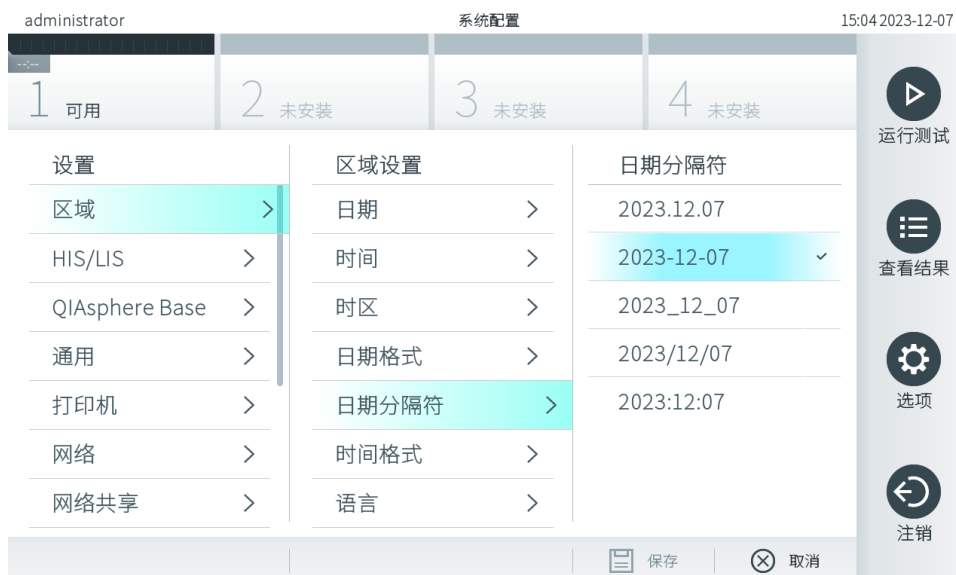 administrator
系统配置
15:04 2023-12-07
--:--
1 可用
2 未安装
3 未安装
4 未安装
运行测试
查看结果
选项
注销
设置
区域
HIS/LIS
QIAsphere Base
通用
打印机
网络
网络共享
区域设置
日期
时间
时区
日期格式
日期分隔符
时间格式
语言
日期分隔符
2023.12.07
2023-12-07
2023_12_07
2023/12/07
2023:12:07
保存
取消